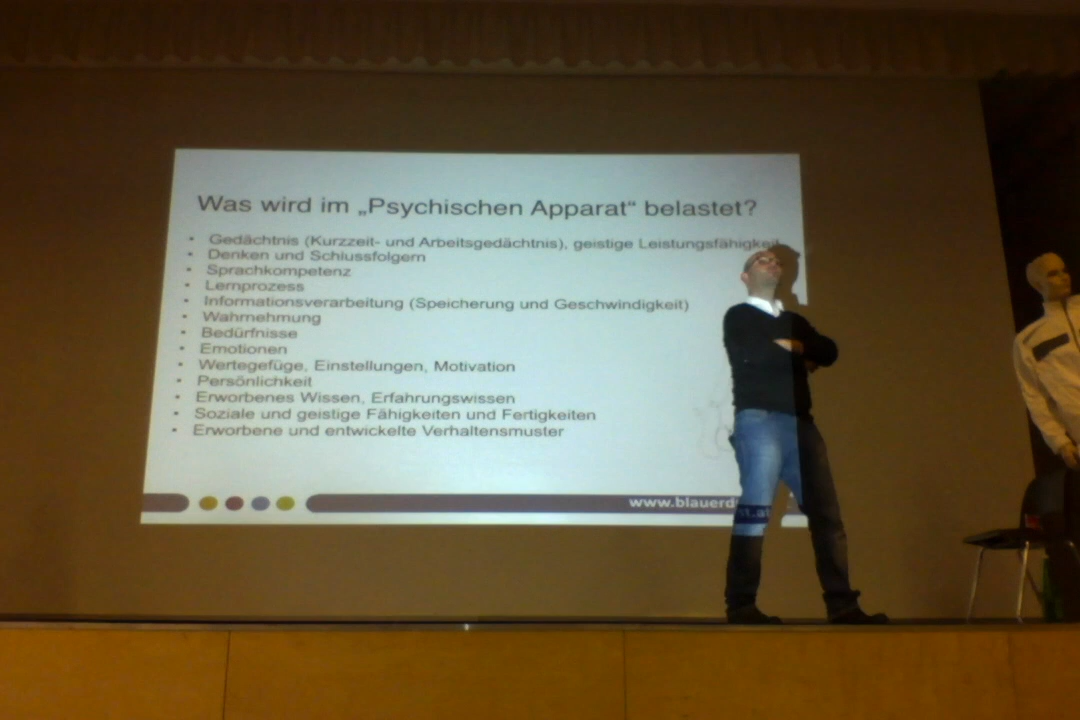 Was wird im „Psychischen Apparat“ belastet?
• Gedächtnis (Kurzzeit- und Arbeitsgedächtnis), geistige Leistungsfähigkeit
• Denken und Schlussfolgern
• Sprachkompetenz
• Lernprozess
• Informationsverarbeitung (Speicherung und Geschwindigkeit)
• Wahrnehmung
• Bedürfnisse
• Emotionen
• Wertegefüge, Einstellungen, Motivation
• Persönlichkeit
• Erworbenes Wissen, Erfahrungswissen
• Soziale und geistige Fähigkeiten und Fertigkeiten
• Erworbene und entwickelte Verhaltensmuster